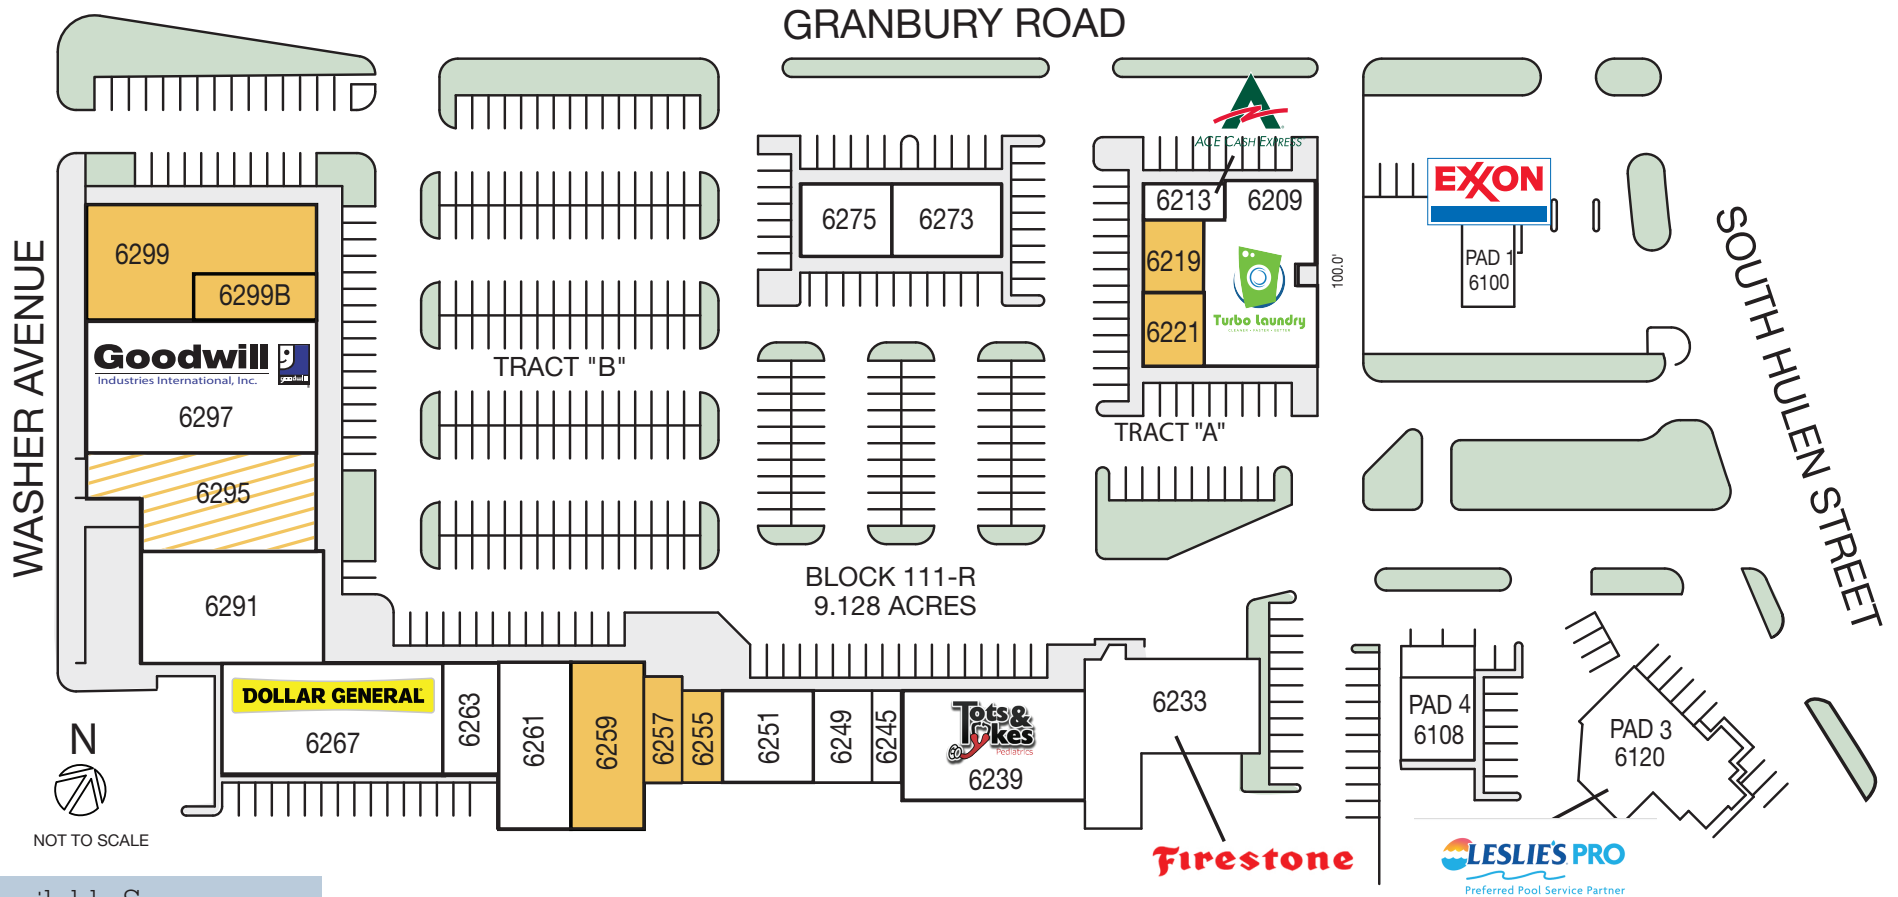 GRANBURY ROAD
ACE CASH EXPRESS
WASHER AVENUE
SOUTH HULEN STREET
6299
6299B
Goodwill
Industries International, Inc.
goodwill
6297
6295
6291
TRACT "B"
6275
6273
6213
6209
6219
6221
Turbo laundry
100.0'
TRACT "A"
EXXON
PAD 1
6100
BLOCK 111-R
9.128 ACRES
DOLLAR GENERAL
6267
6263
6261
6259
6257
6255
6251
6249
6245
Tots&
Tykes
Pediatrics
6239
6233
Firestone
PAD 4
6108
PAD 3
6120
LESLIE'S PRO
Preferred Pool Service Partner
N
NOT TO SCALE